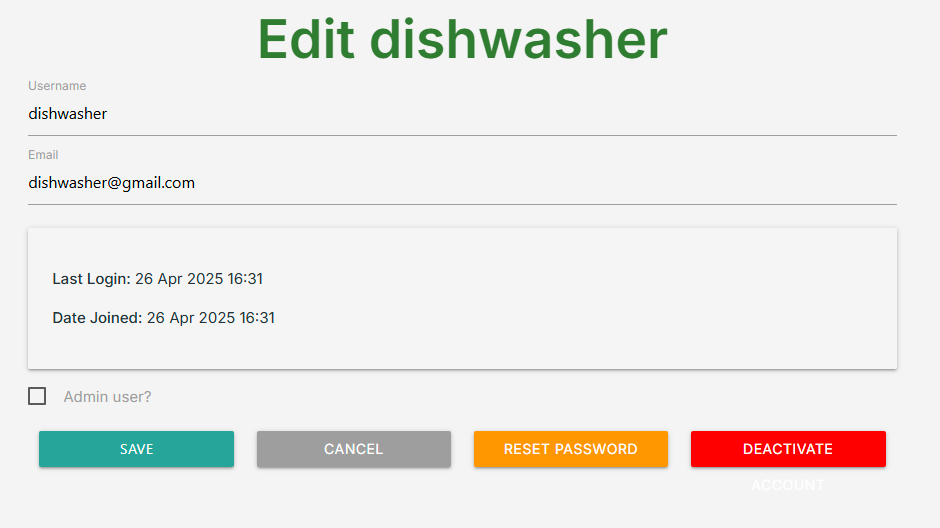 Edit dishwasher
Username
dishwasher
Email
dishwasher@gmail.com
Last Login: 26 Apr 2025 16:31
Date Joined: 26 Apr 2025 16:31
Admin user?
SAVE
CANCEL
RESET PASSWORD
DEACTIVATE
ACCOUNT